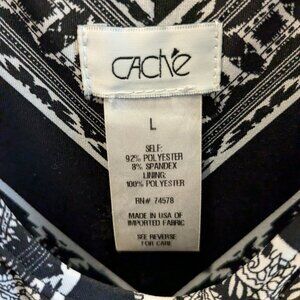 CACHÉ
L
SELF:
92% POLYESTER
8% SPANDEX
LINING:
100% POLYESTER
RN# 74578
MADE IN USA OF
IMPORTED FABRIC
SEE REVERSE
FOR CARE